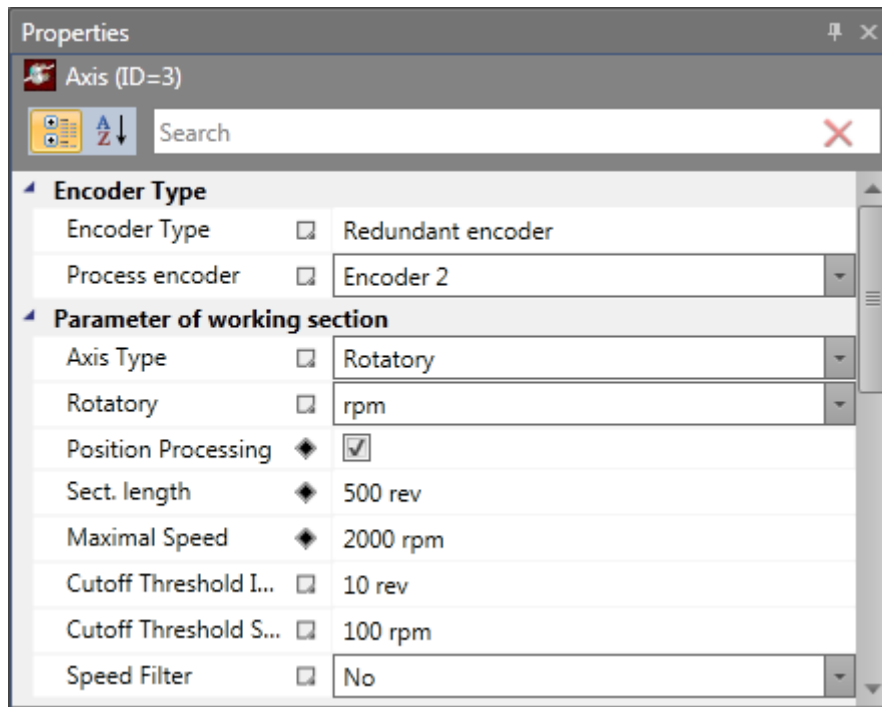 Properties
Axis (ID=3)
A
Z
Search
Encoder Type
Encoder Type Redundant encoder
Process encoder Encoder 2
Parameter of working section
Axis Type Rotatory
Rotatory rpm
Position Processing
Sect. length 500 rev
Maximal Speed 2000 rpm
Cutoff Threshold I... 10 rev
Cutoff Threshold S... 100 rpm
Speed Filter No